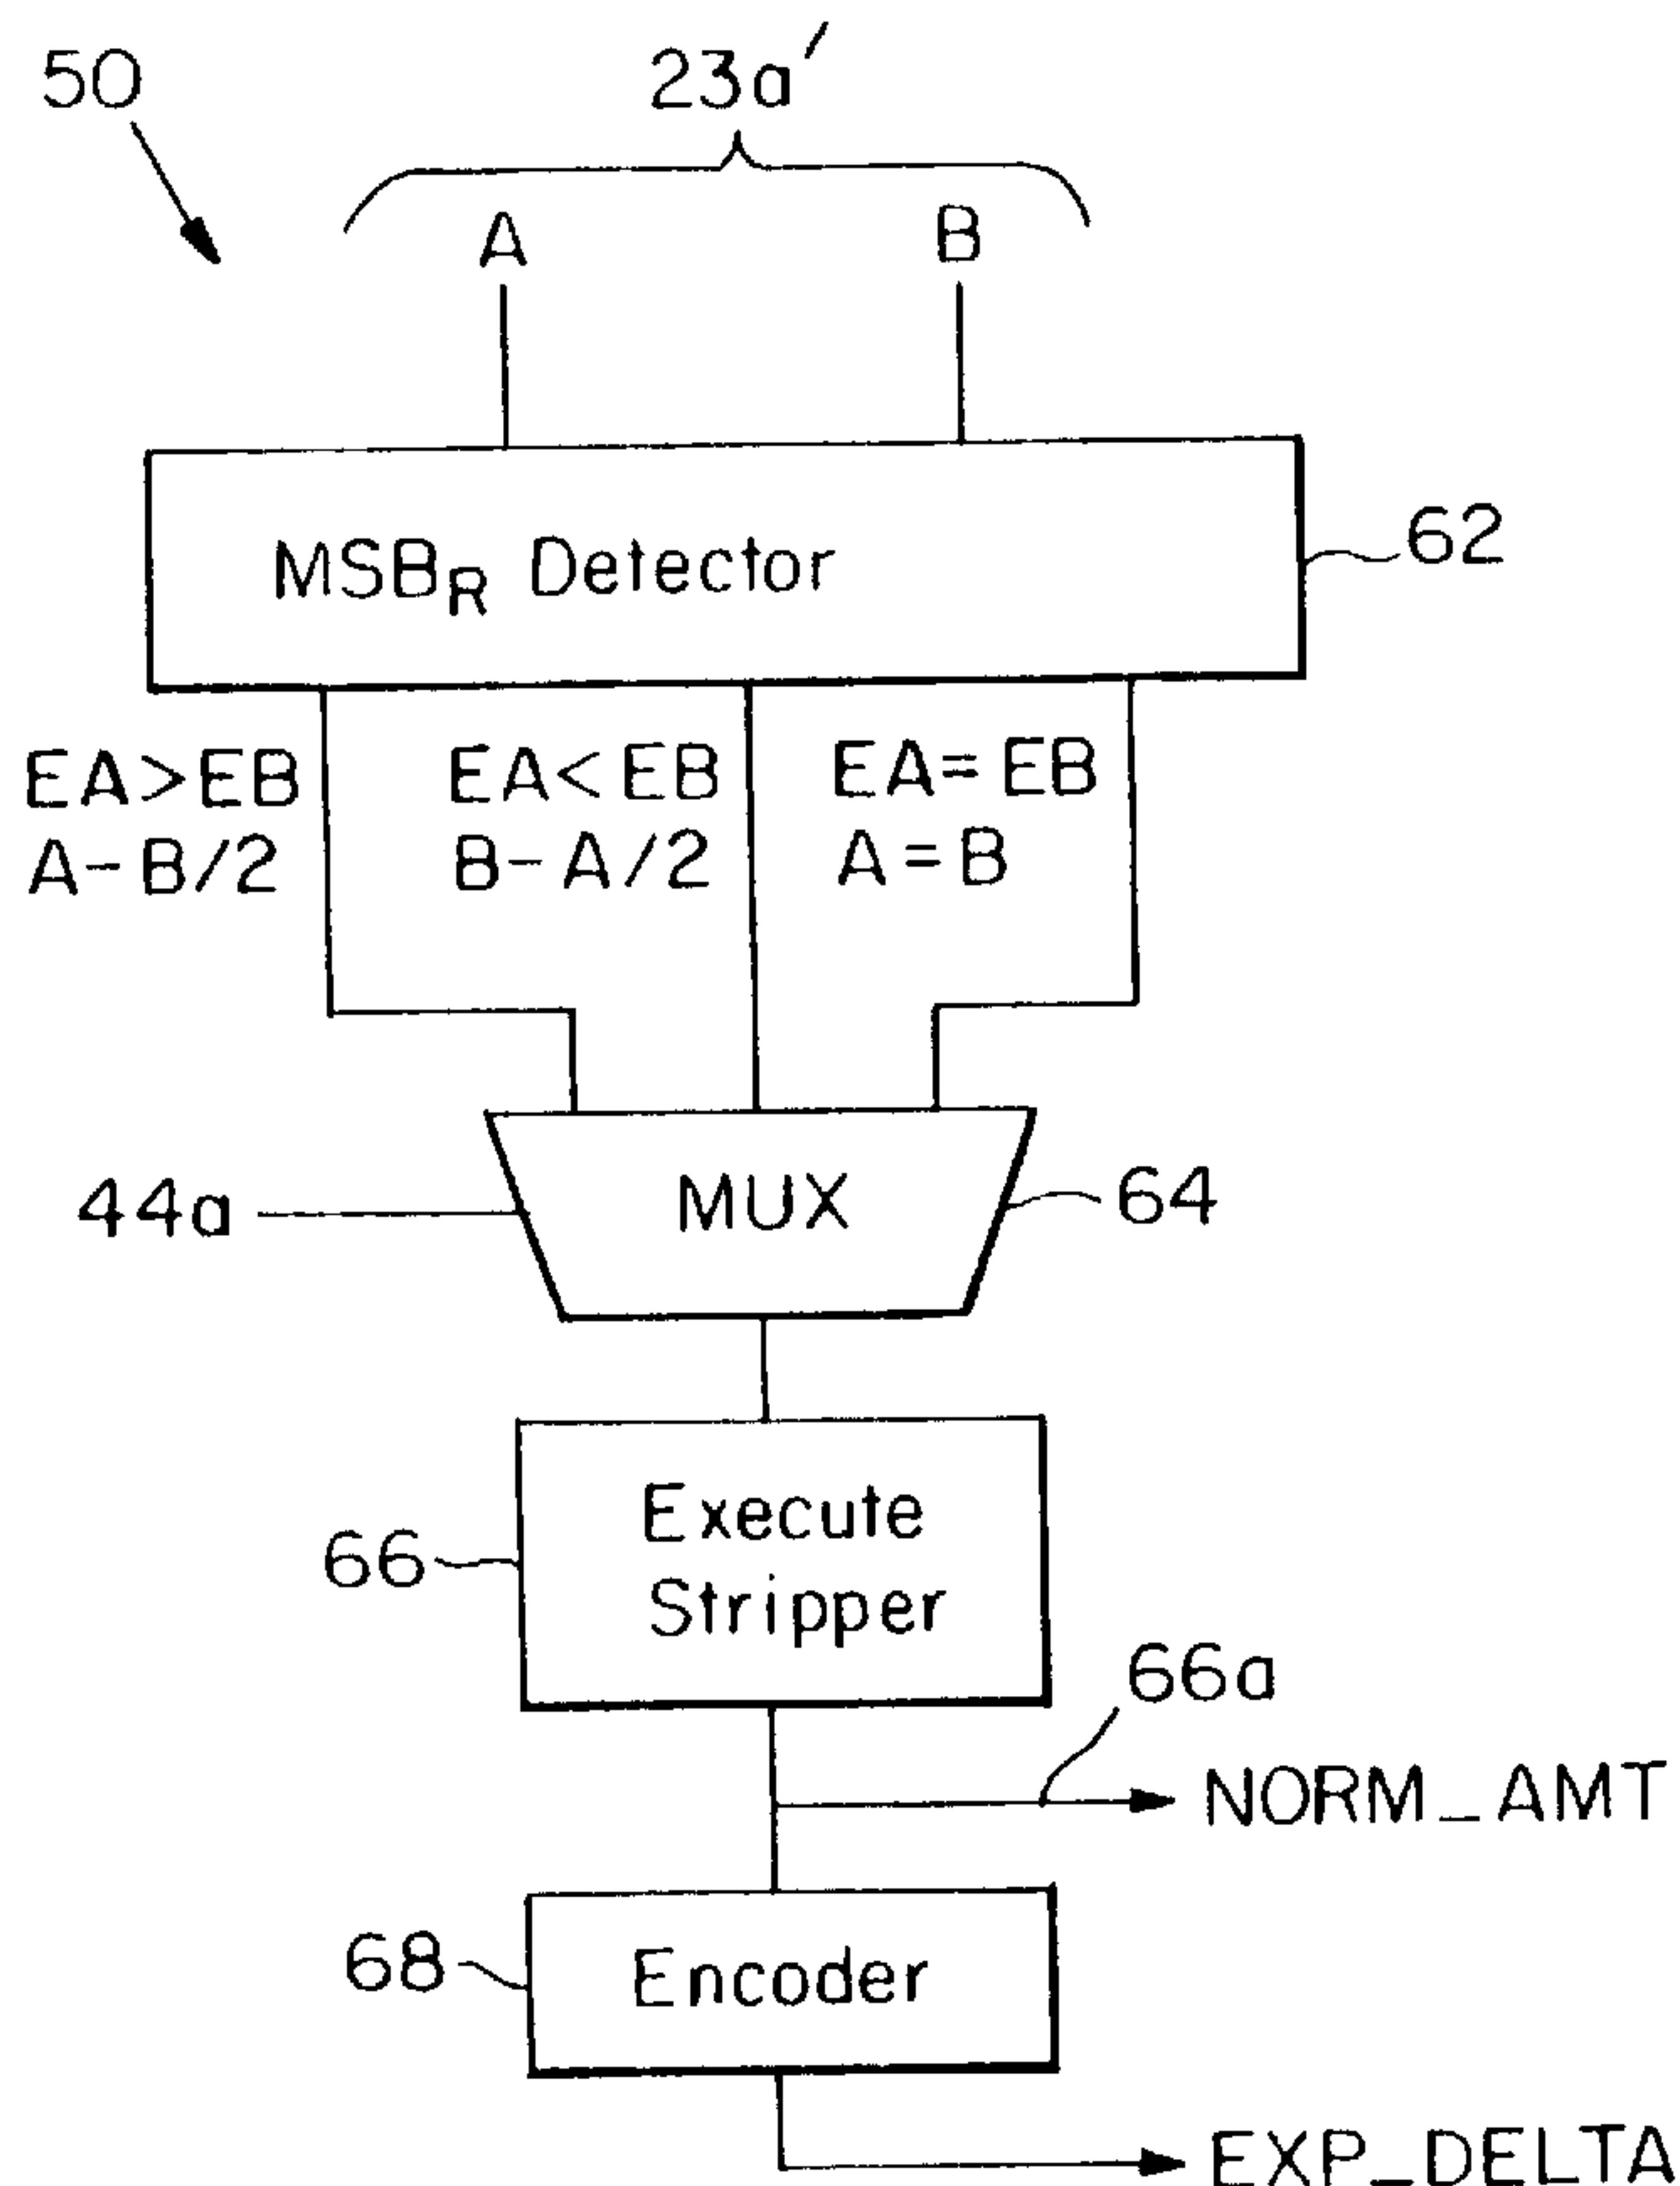 50
23a'
A
B
MSBR Detector
62
EA>EB
A-B/2
EA<EB
B-A/2
EA=EB
A=B
44a
MUX
64
Execute
Stripper
66
66a
NORM_AMT
68
Encoder
EXP_DELTA